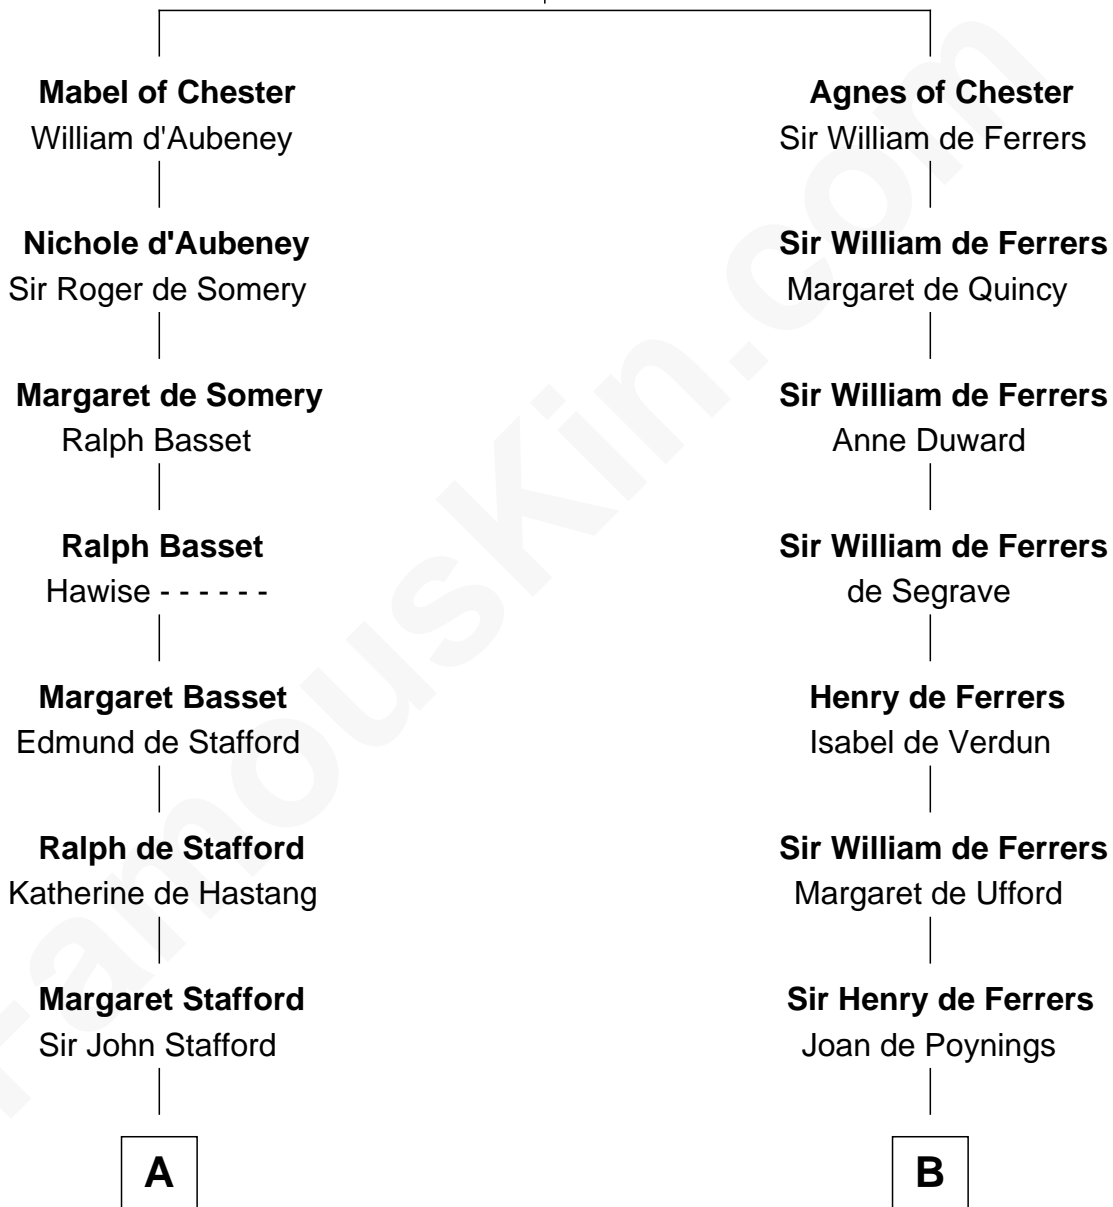 Mabel of Chester
William d'Aubeney
Nichole d'Aubeney
Sir Roger de Somery
Margaret de Somery
Ralph Basset
Ralph Basset
Hawise - - - - - -
Margaret Basset
Edmund de Stafford
Ralph de Stafford
Katherine de Hastang
Margaret Stafford
Sir John Stafford
A
Agnes of Chester
Sir William de Ferrers
Sir William de Ferrers
Margaret de Quincy
Sir William de Ferrers
Anne Duward
Sir William de Ferrers
de Segrave
Henry de Ferrers
Isabel de Verdun
Sir William de Ferrers
Margaret de Ufford
Sir Henry de Ferrers
Joan de Poynings
B
FamousKin.com